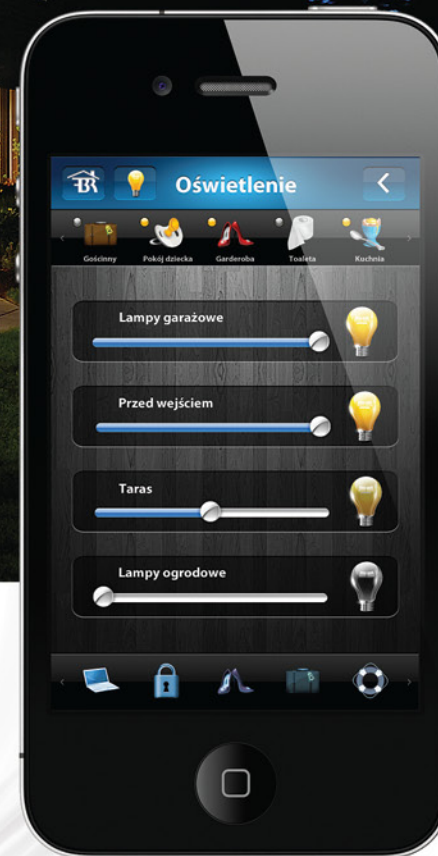 Oświetlenie
Gościnny Pokój dziecka Garderoba Toaleta Kuchnia
Lampy garażowe
Przed wejściem
Taras
Lampy ogrodowe